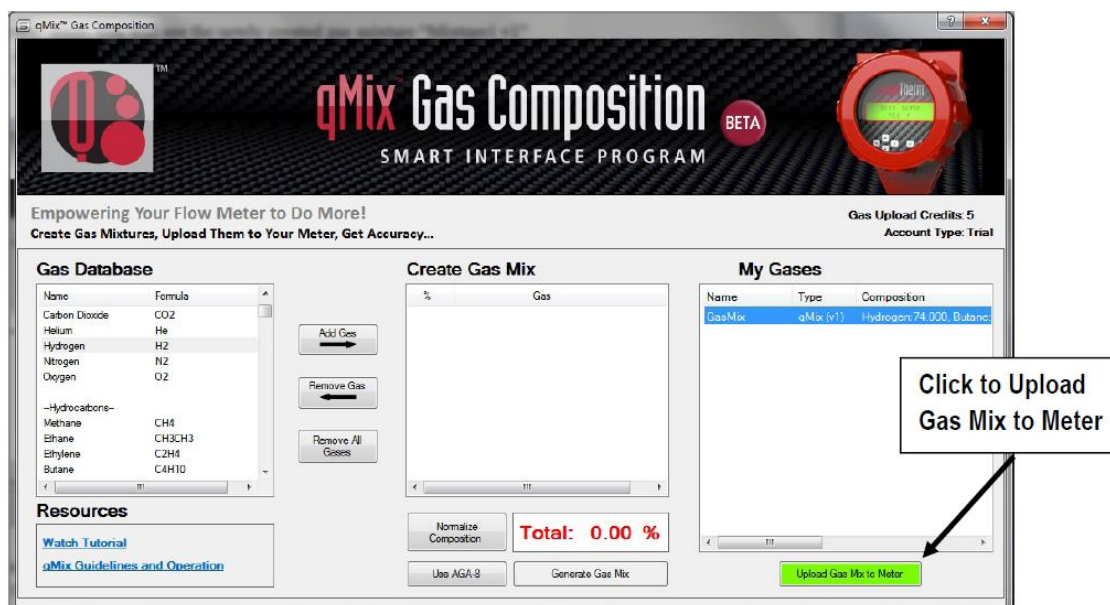 qMix™ Gas Composition
TM
qMix™ Gas Composition BETA
SMART INTERFACE PROGRAM
Therm
Empowering Your Flow Meter to Do More!
Create Gas Mixtures, Upload Them to Your Meter, Get Accuracy...
Gas Upload Credits: 5
Account Type: Trial
Gas Database
Name Formula
Carbon Dioxide CO2
Helium He
Hydrogen H2
Nitrogen N2
Oxygen O2
--Hydrocarbons--
Methane CH4
Ethane CH3CH3
Ethylene C2H4
Butane C4H10
Add Gas
Remove Gas
Remove All
Gases
Create Gas Mix
% Gas
Normalize
Composition
Total: 0.00 %
Use AGA-8
Generate Gas Mix
My Gases
Name Type Composition
GasMix qMix (v1) Hydrogen:74.000, Butane:
Upload Gas Mix to Meter
Click to Upload
Gas Mix to Meter
Resources
Watch Tutorial
qMix Guidelines and Operation